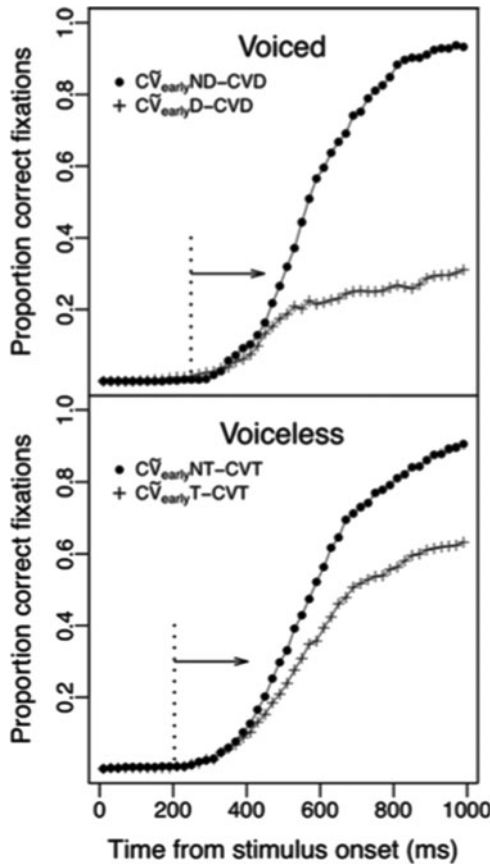 Voiced
CṼearlyND–CVD
CṼearlyD–CVD
Proportion correct fixations
1.0
0.8
0.6
0.4
0.2
Voiceless
CṼearlyNT–CVT
CṼearlyT–CVT
Proportion correct fixations
1.0
0.8
0.6
0.4
0.2
0 200 400 600 800 1000
Time from stimulus onset (ms)